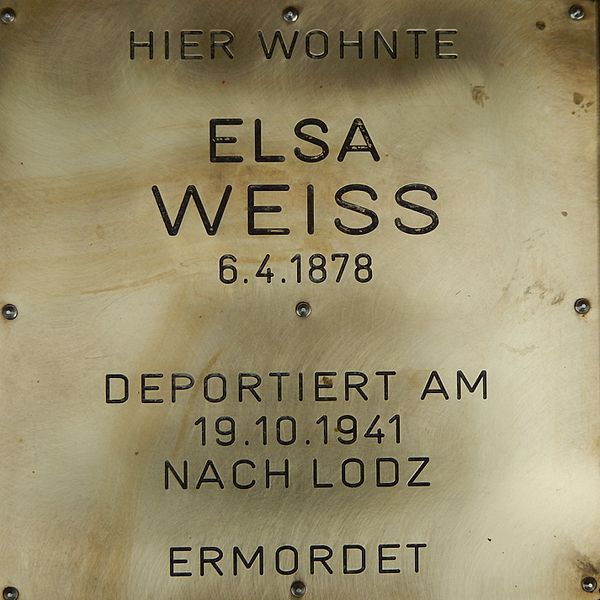 HIER WOHNTE
ELSA
WEISS
6.4.1878
DEPORTIERT AM
19.10.1941
NACH LODZ
ERMORDET